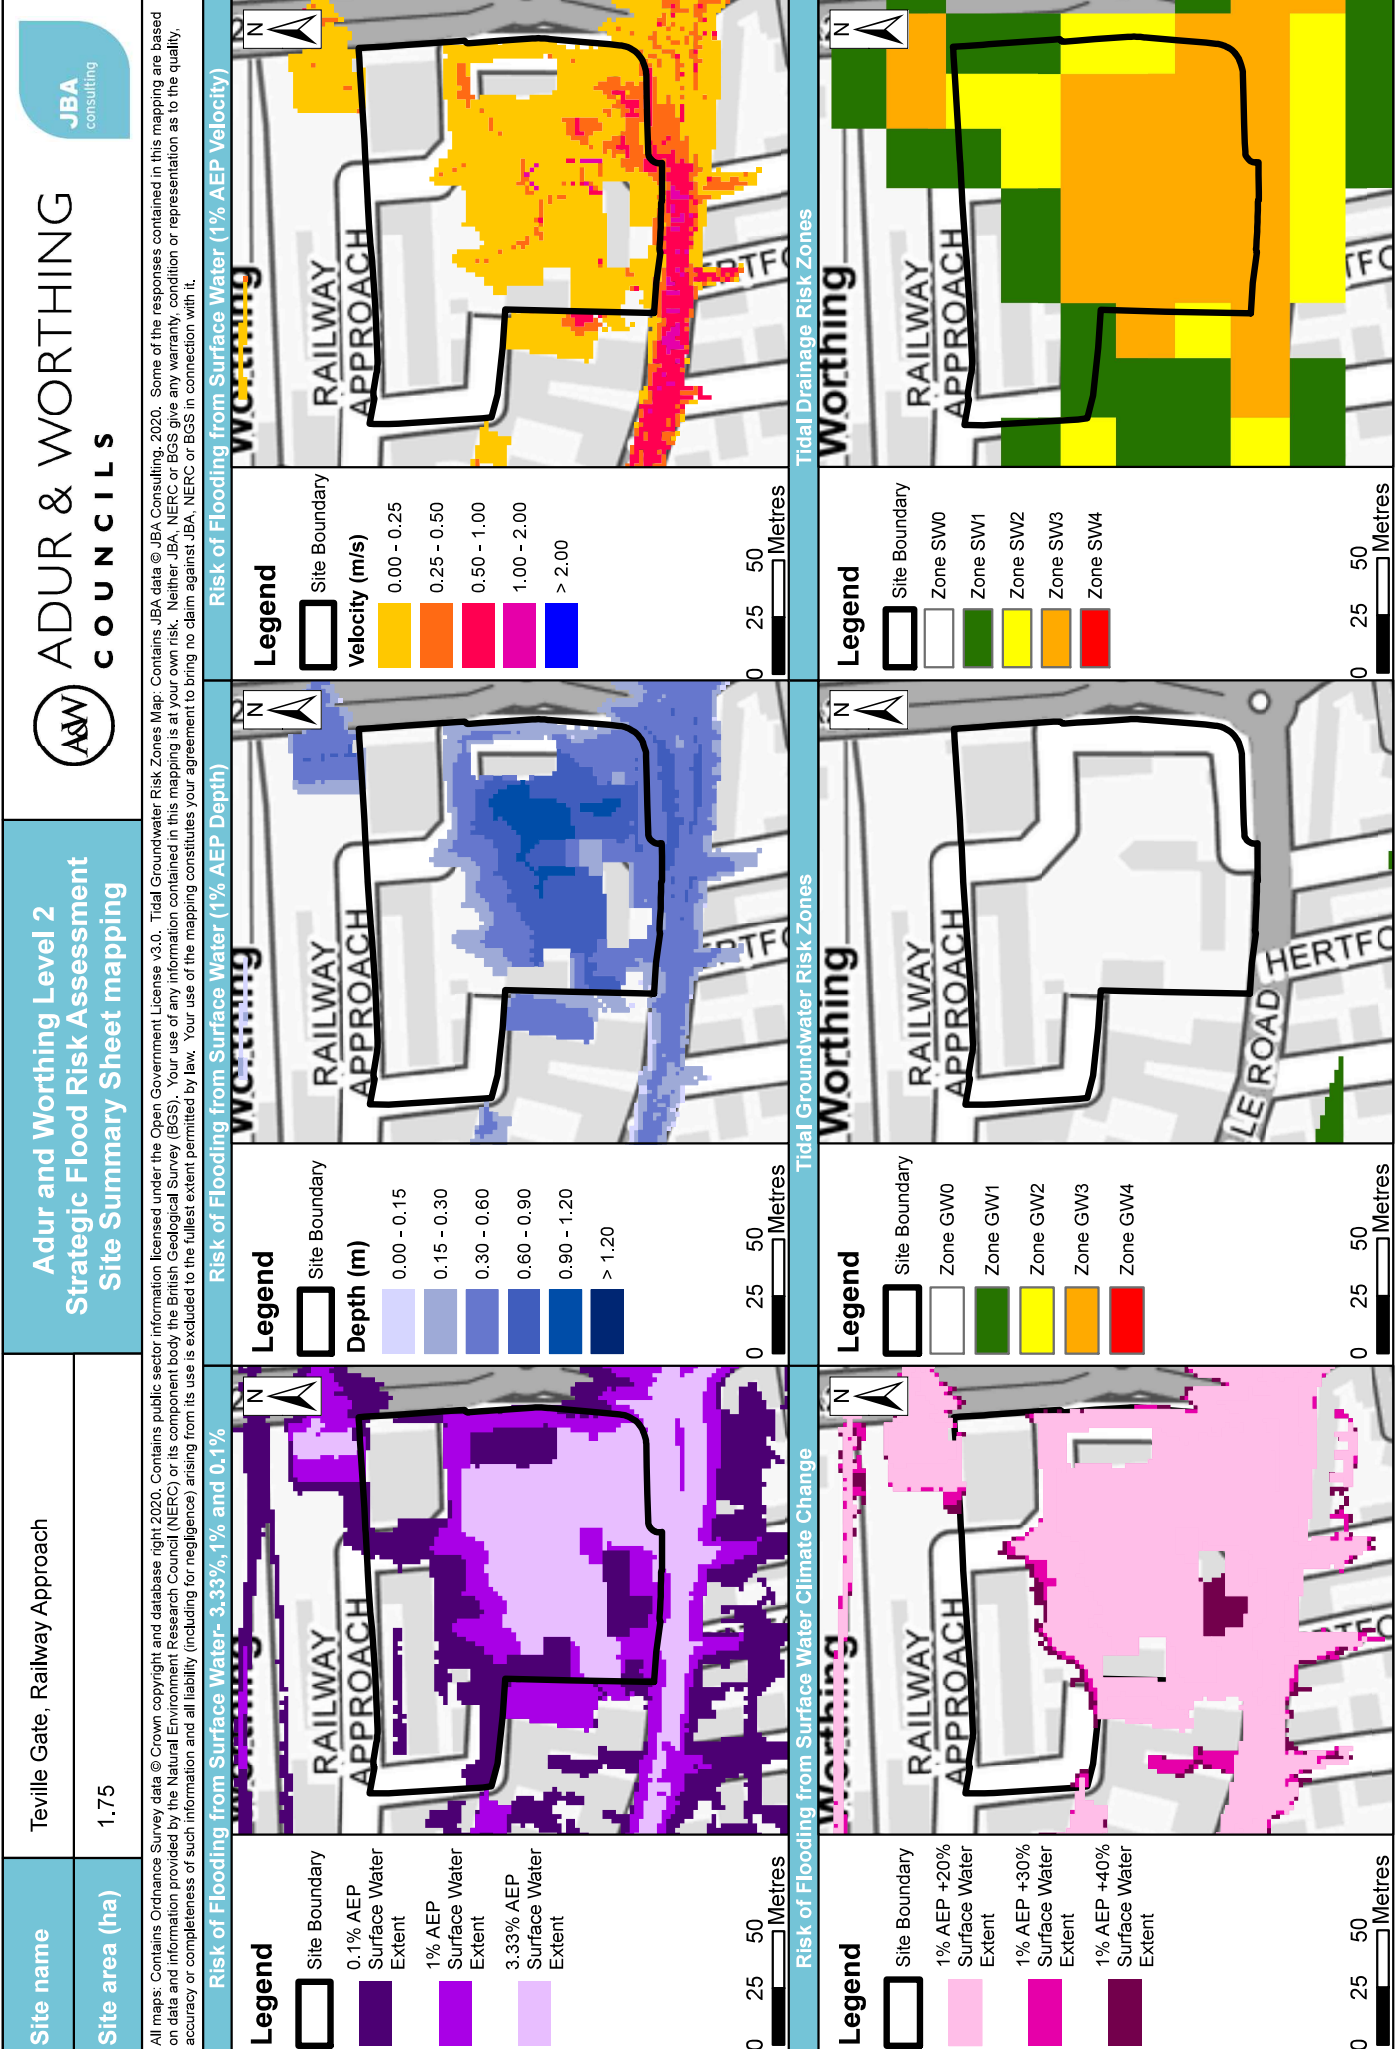 Site name
Teville Gate, Railway Approach
Site area (ha)
1.75
Adur and Worthing Level 2
Strategic Flood Risk Assessment
Site Summary Sheet mapping
A&W
ADUR & WORTHING
COUNCILS
JBA
consulting
All maps: Contains Ordnance Survey data © Crown copyright and database right 2020. Contains public sector information licensed under the Open Government License v3.0. Tidal Groundwater Risk Zones Map: Contains JBA data © JBA Consulting, 2020. Some of the responses contained in this mapping are based
on data and information provided by the Natural Environment Research Council (NERC) or its component body the British Geological Survey (BGS). Your use of any information contained in this mapping is at your own risk. Neither JBA, NERC or BGS give any warranty, condition or representation as to the quality,
accuracy or completeness of such information and all liability (including for negligence) arising from its use is excluded to the fullest extent permitted by law. Your use of the mapping constitutes your agreement to bring no claim against JBA, NERC or BGS in connection with it.
Risk of Flooding from Surface Water- 3.33%,1% and 0.1%
Legend
Site Boundary
0.1% AEP
Surface Water
Extent
1% AEP
Surface Water
Extent
3.33% AEP
Surface Water
Extent
0 25 50
Metres
N
RAILWAY
APPROACH
Risk of Flooding from Surface Water (1% AEP Depth)
Legend
Site Boundary
Depth (m)
0.00 - 0.15
0.15 - 0.30
0.30 - 0.60
0.60 - 0.90
0.90 - 1.20
> 1.20
0 25 50
Metres
N
Worthing
RAILWAY
APPROACH
RTFO
Risk of Flooding from Surface Water (1% AEP Velocity)
Legend
Site Boundary
Velocity (m/s)
0.00 - 0.25
0.25 - 0.50
0.50 - 1.00
1.00 - 2.00
> 2.00
0 25 50
Metres
N
Worthing
RAILWAY
APPROACH
ERTFO
Risk of Flooding from Surface Water Climate Change
Legend
Site Boundary
1% AEP +20%
Surface Water
Extent
1% AEP +30%
Surface Water
Extent
1% AEP +40%
Surface Water
Extent
0 25 50
Metres
N
Worthing
RAILWAY
APPROACH
Tidal Groundwater Risk Zones
Legend
Site Boundary
Zone GW0
Zone GW1
Zone GW2
Zone GW3
Zone GW4
0 25 50
Metres
N
Worthing
RAILWAY
APPROACH
HERTFO
LE ROAD
Tidal Drainage Risk Zones
Legend
Site Boundary
Zone SW0
Zone SW1
Zone SW2
Zone SW3
Zone SW4
0 25 50
Metres
N
Worthing
RAILWAY
APPROACH
TFO